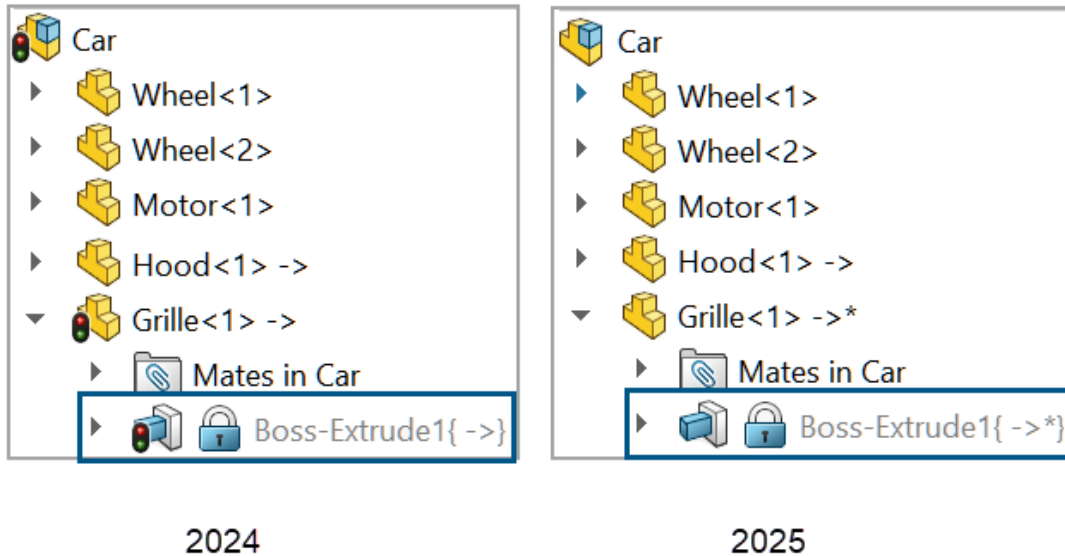 Car
Wheel<1>
Wheel<2>
Motor<1>
Hood<1> ->
Grille<1> ->
Mates in Car
Boss-Extrude1{ ->}
2024
Car
Wheel<1>
Wheel<2>
Motor<1>
Hood<1> ->
Grille<1> ->*
Mates in Car
Boss-Extrude1{ ->*}
2025